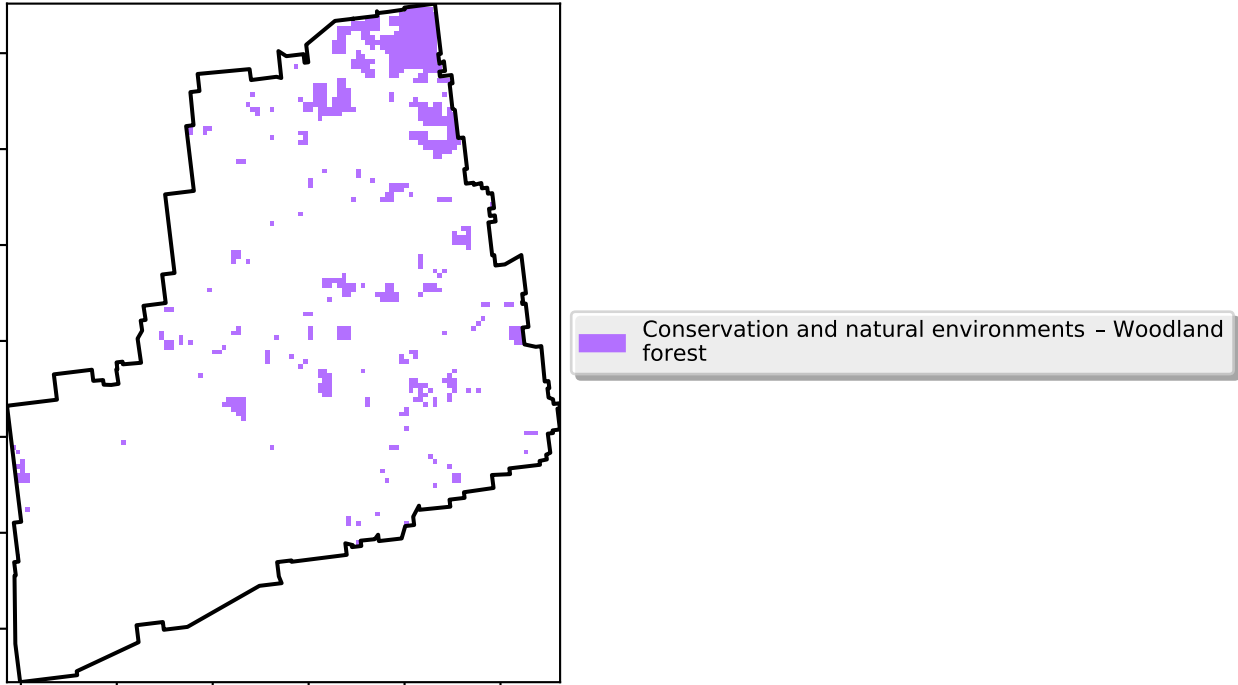 Conservation and natural environments – Woodland
forest